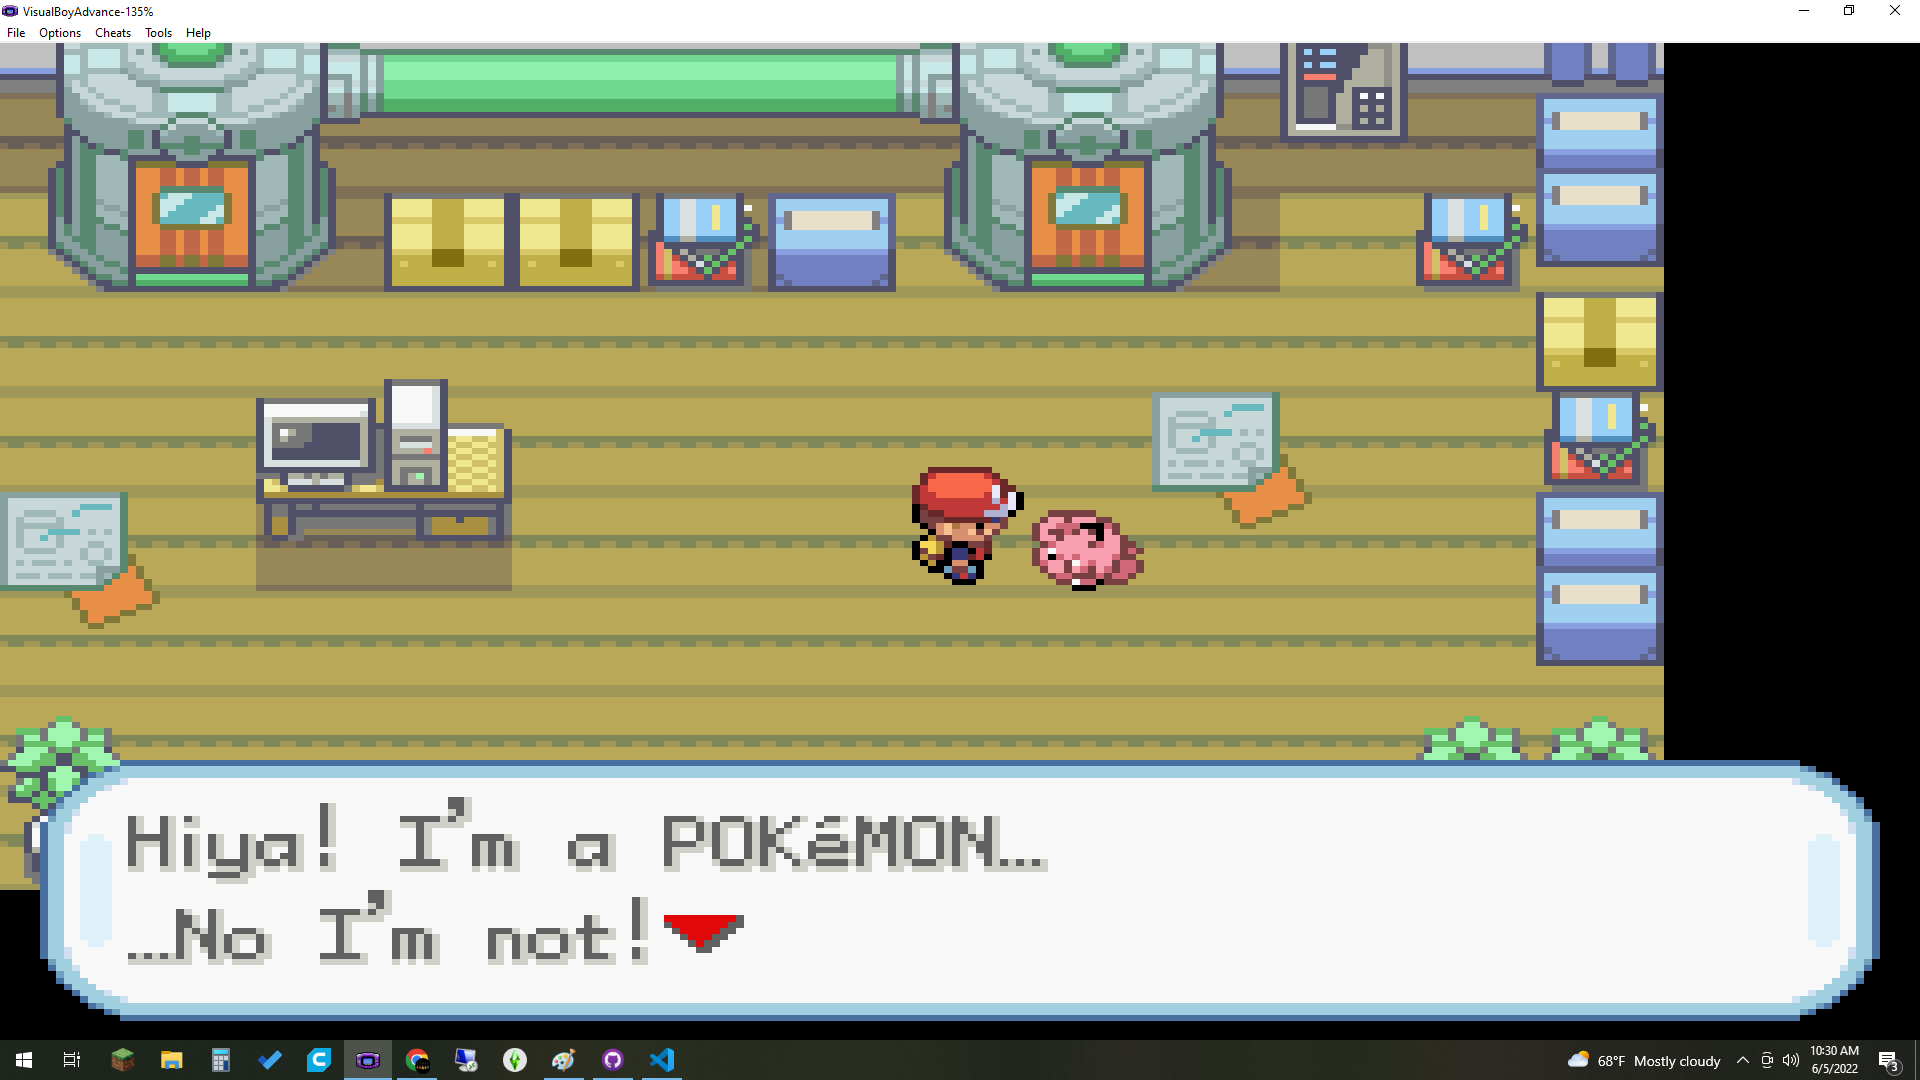 VisualBoyAdvance-135%
File Options Cheats Tools Help
Hiya! I'm a POKéMON…
…No I'm not!
68°F Mostly cloudy
10:30 AM
6/5/2022
3